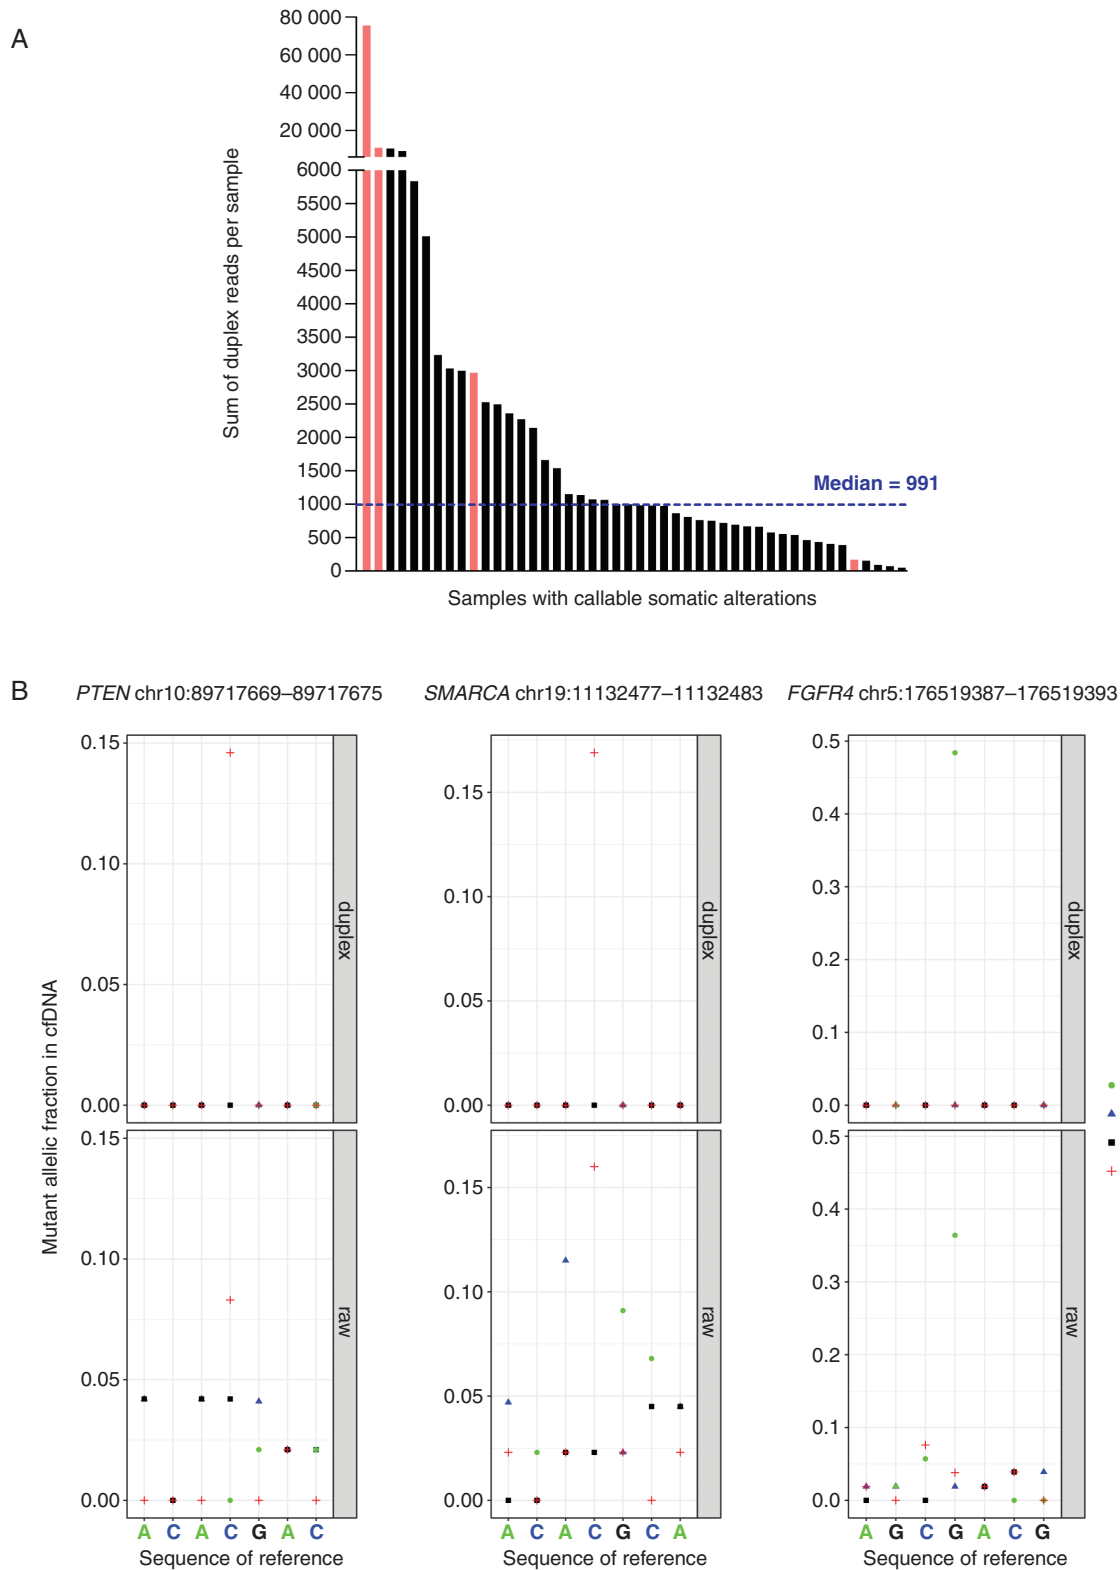 A
80 000
60 000
40 000
20 000
6000
5500
5000
4500
4000
3500
3000
2500
2000
1500
1000
500
0
Sum of duplex reads per sample
Median = 991
Samples with callable somatic alterations
B
PTEN chr10:89717669–89717675
SMARCA chr19:11132477–11132483
FGFR4 chr5:176519387–176519393
Mutant allelic fraction in cfDNA
0.15
0.10
0.05
0.00
duplex
0.15
0.10
0.05
0.00
raw
A C A C G A C
Sequence of reference
0.15
0.10
0.05
0.00
duplex
0.15
0.10
0.05
0.00
raw
A C A C G C A
Sequence of reference
0.5
0.4
0.3
0.2
0.1
0.0
duplex
0.5
0.4
0.3
0.2
0.1
0.0
raw
A G C G A C G
Sequence of reference